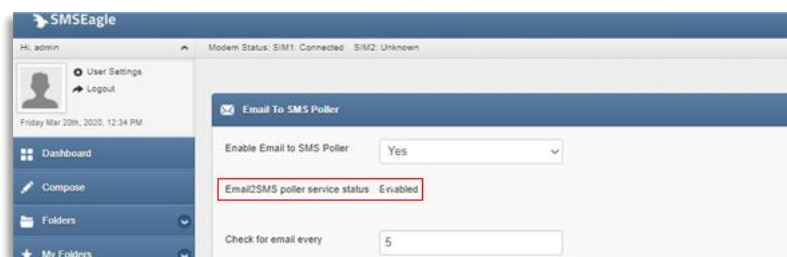 SMSEagle
Hi, admin
Modem Status: SIM1: Connected SIM2: Unknown
User Settings
Logout
Friday Mar 20th, 2020, 12:34 PM
Email To SMS Poller
Dashboard
Enable Email to SMS Poller Yes
Compose
Email2SMS poller service status Enabled
Folders
Check for email every 5
My Folders